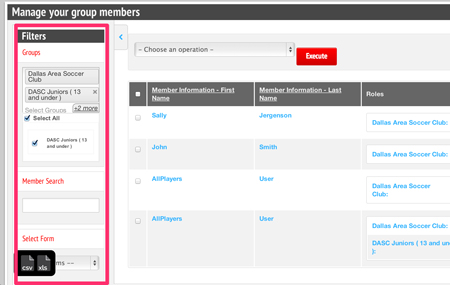 Manage your group members
Filters
Groups
Dallas Area Soccer
Club
DASC Juniors ( 13 ×
and under )
Select Groups +2 more
Select All
DASC Juniors ( 13
and under )
Member Search
Select Form
ms --
csv xls
- Choose an operation -
Execute
Member Information - First
Name
Member Information - Last
Name
Roles
Sally Jergenson Dallas Area Soccer Club:
John Smith Dallas Area Soccer Club:
AllPlayers User Dallas Area Soccer
Club:
AllPlayers User Dallas Area Soccer Club:
DASC Juniors ( 13 and un
):